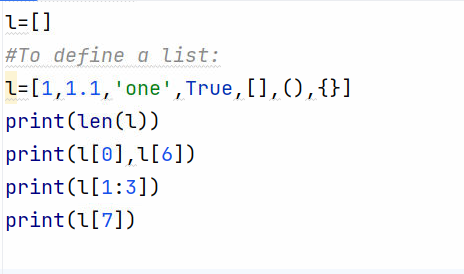 l=[]
#To define a list:
l=[1,1.1,'one',True,[],(),{}]
print(len(l))
print(l[0],l[6])
print(l[1:3])
print(l[7])